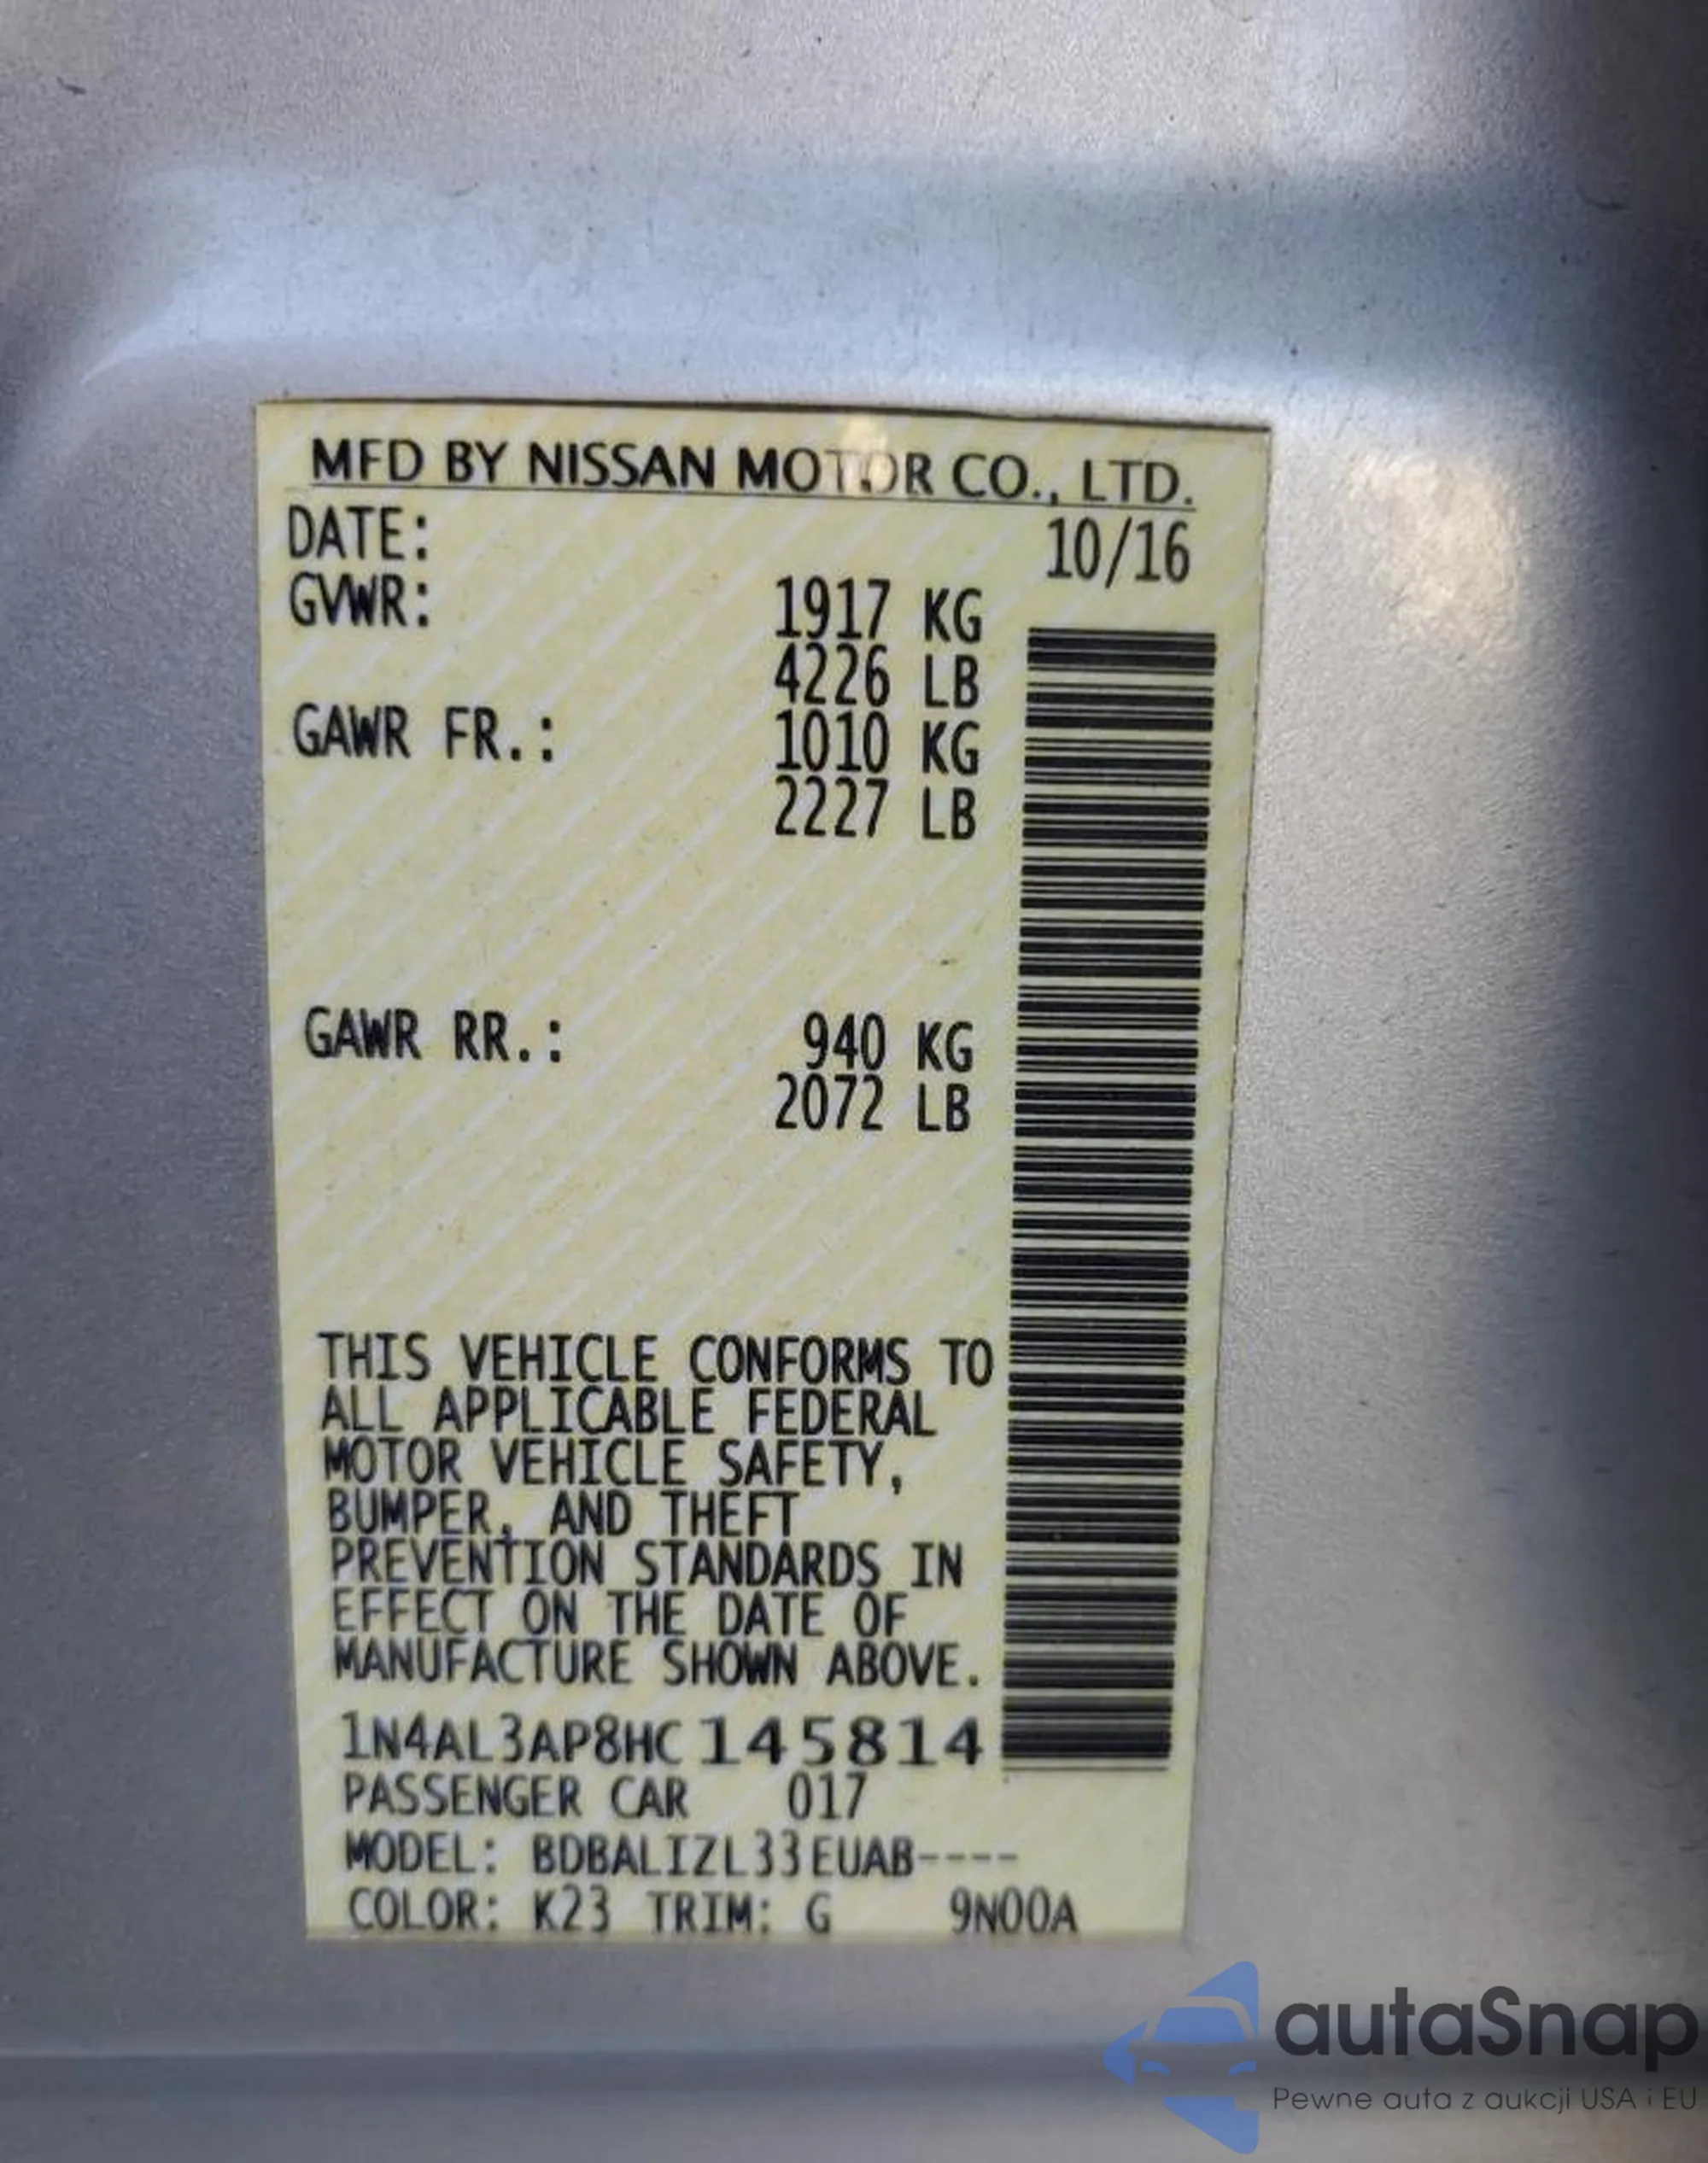 MFD BY NISSAN MOTOR CO., LTD.
DATE: 10/16
GVWR: 1917 KG
4226 LB
GAWR FR.: 1010 KG
2227 LB
GAWR RR.: 940 KG
2072 LB
THIS VEHICLE CONFORMS TO
ALL APPLICABLE FEDERAL
MOTOR VEHICLE SAFETY,
BUMPER, AND THEFT
PREVENTION STANDARDS IN
EFFECT ON THE DATE OF
MANUFACTURE SHOWN ABOVE.
1N4AL3AP8HC145814
PASSENGER CAR 017
MODEL: BDBALIZL33EUAB----
COLOR: K23 TRIM: G 9N00A
autaSnap
Pewne auta z aukcji USA i EU